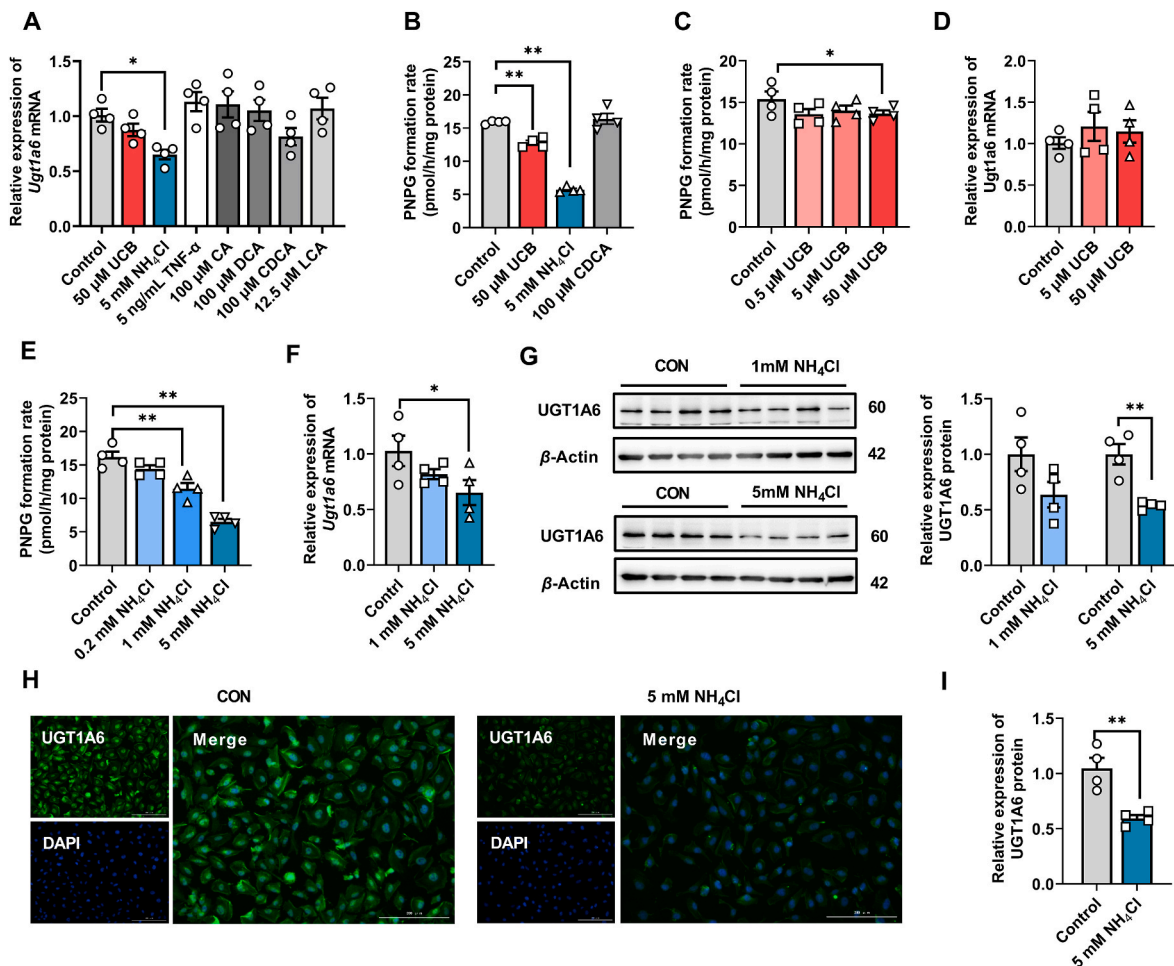 A
Relative expression of
Ugt1a6 mRNA
1.5
1.0
0.5
0.0
*
Control
50 µM UCB
5 mM NH₄Cl
5 ng/mL TNF-α
100 µM CA
100 µM DCA
100 µM CDCA
12.5 µM LCA
B
PNPG formation rate
(pmol/h/mg protein)
25
20
15
10
5
0
**
**
Control
50 µM UCB
5 mM NH₄Cl
100 µM CDCA
C
PNPG formation rate
(pmol/h/mg protein)
20
15
10
5
0
*
Control
0.5 µM UCB
5 µM UCB
50 µM UCB
D
Relative expression of
Ugt1a6 mRNA
2.0
1.5
1.0
0.5
0.0
Control
5 µM UCB
50 µM UCB
E
PNPG formation rate
(pmol/h/mg protein)
25
20
15
10
5
0
**
**
Control
0.2 mM NH₄Cl
1 mM NH₄Cl
5 mM NH₄Cl
F
Relative expression of
Ugt1a6 mRNA
1.5
1.0
0.5
0.0
*
Control
1 mM NH₄Cl
5 mM NH₄Cl
G
CON
1mM NH₄Cl
UGT1A6
60
β-Actin
42
CON
5mM NH₄Cl
UGT1A6
60
β-Actin
42
Relative expression of
UGT1A6 protein
1.5
1.0
0.5
0.0
**
Control
1 mM NH₄Cl
Control
5 mM NH₄Cl
H
CON
UGT1A6
Merge
DAPI
5 mM NH₄Cl
UGT1A6
Merge
DAPI
I
Relative expression of
UGT1A6 protein
1.5
1.0
0.5
0.0
**
Control
5 mM NH₄Cl